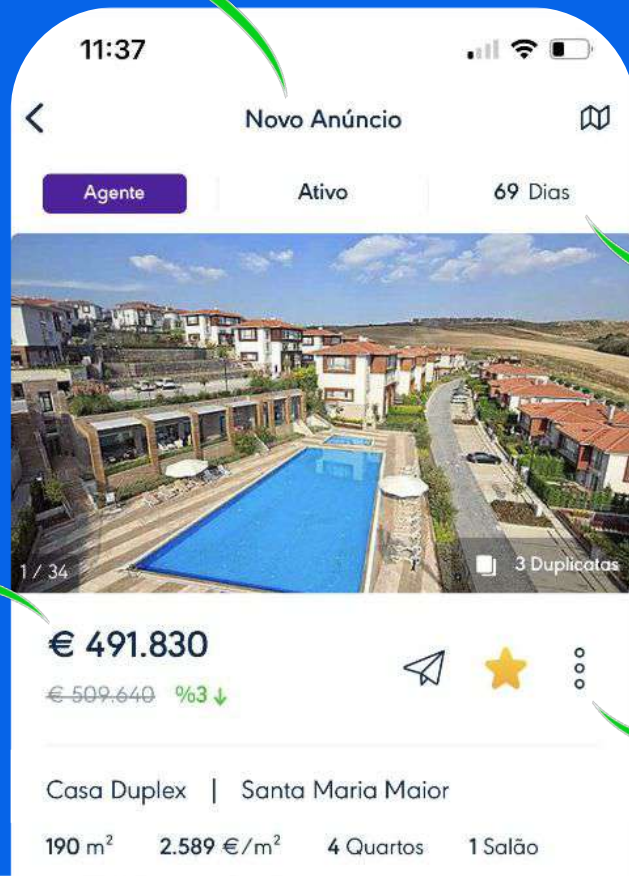 11:37
Novo Anúncio
Agente Ativo 69 Dias
1 / 34 3 Duplicatas
€ 491.830
€ 509.640 %3 ↓
Casa Duplex | Santa Maria Maior
190 m² 2.589 €/m² 4 Quartos 1 Salão